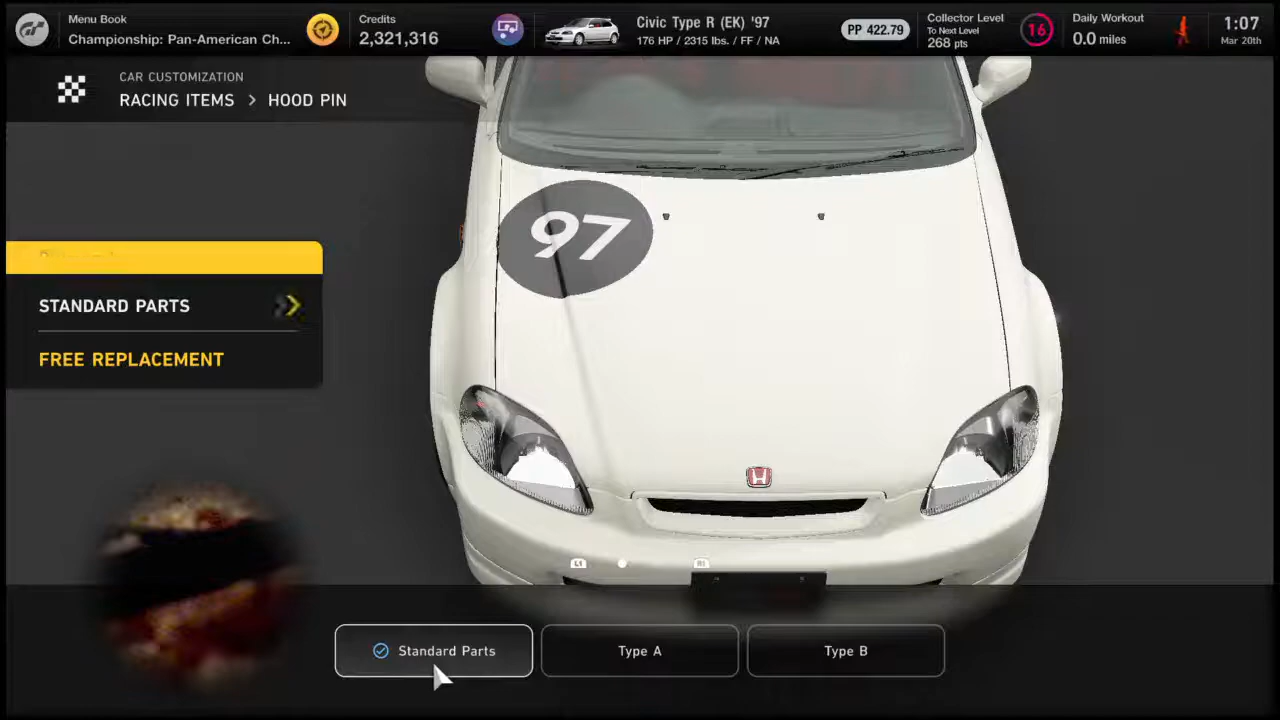 Menu Book
Championship: Pan-American Ch...
Credits
2,321,316
Civic Type R (EK) '97
176 HP / 2315 lbs. / FF / NA
PP 422.79
Collector Level
To Next Level
268 pts
16
Daily Workout
0.0 miles
1:07
Mar 20th
CAR CUSTOMIZATION
RACING ITEMS > HOOD PIN
97
STANDARD PARTS
FREE REPLACEMENT
H
L1
R1
Standard Parts
Type A
Type B